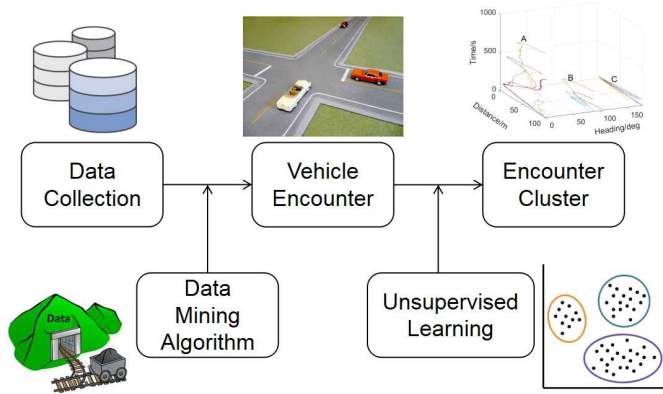 1000
A
500
B
C
0
0
50
100
0
50
100
150
Time/s
Distance/m
Heading/deg
Data
Collection
Vehicle
Encounter
Encounter
Cluster
Data
Data
Mining
Algorithm
Unsupervised
Learning